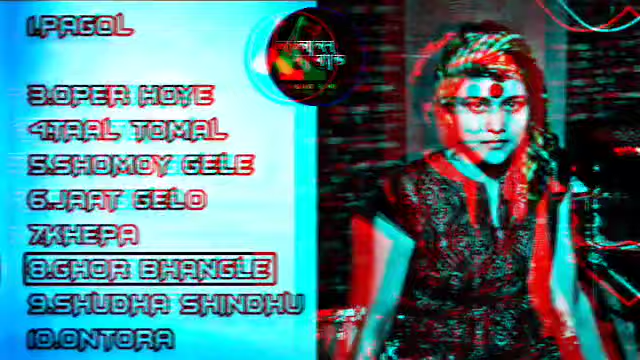 1.PAGOL
3.OPER HOYE
4.TAAL TOMAL
5.SHOMOY GELE
6.JAAT GELO
7.KHEPA
8.GHOR BHANGLE
9.SHUDHA SHINDHU
10.ONTORA